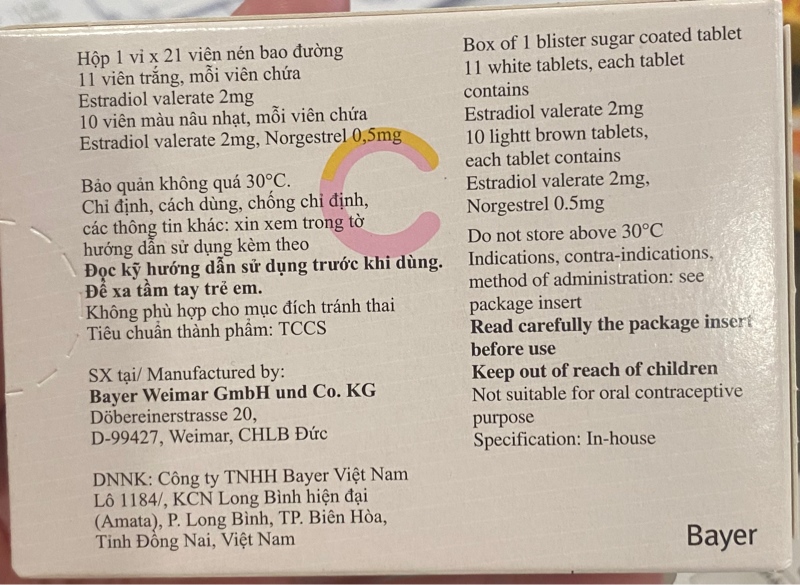 Hộp 1 vỉ x 21 viên nén bao đường
11 viên trắng, mỗi viên chứa
Estradiol valerate 2mg
10 viên màu nâu nhạt, mỗi viên chứa
Estradiol valerate 2mg, Norgestrel 0,5mg
Bảo quản không quá 30°C.
Chỉ định, cách dùng, chống chỉ định,
các thông tin khác: xin xem trong tờ
hướng dẫn sử dụng kèm theo
Đọc kỹ hướng dẫn sử dụng trước khi dùng.
Để xa tầm tay trẻ em.
Không phù hợp cho mục đích tránh thai
Tiêu chuẩn thành phẩm: TCCS
SX tại/ Manufactured by:
Bayer Weimar GmbH und Co. KG
Döbereinerstrasse 20,
D-99427, Weimar, CHLB Đức
DNNK: Công ty TNHH Bayer Việt Nam
Lô 1184/, KCN Long Bình hiện đại
(Amata), P. Long Bình, TP. Biên Hòa,
Tỉnh Đồng Nai, Việt Nam
Box of 1 blister sugar coated tablet
11 white tablets, each tablet
contains
Estradiol valerate 2mg
10 lightt brown tablets,
each tablet contains
Estradiol valerate 2mg,
Norgestrel 0.5mg
Do not store above 30°C
Indications, contra-indications,
method of administration: see
package insert
Read carefully the package insert
before use
Keep out of reach of children
Not suitable for oral contraceptive
purpose
Specification: In-house
Bayer